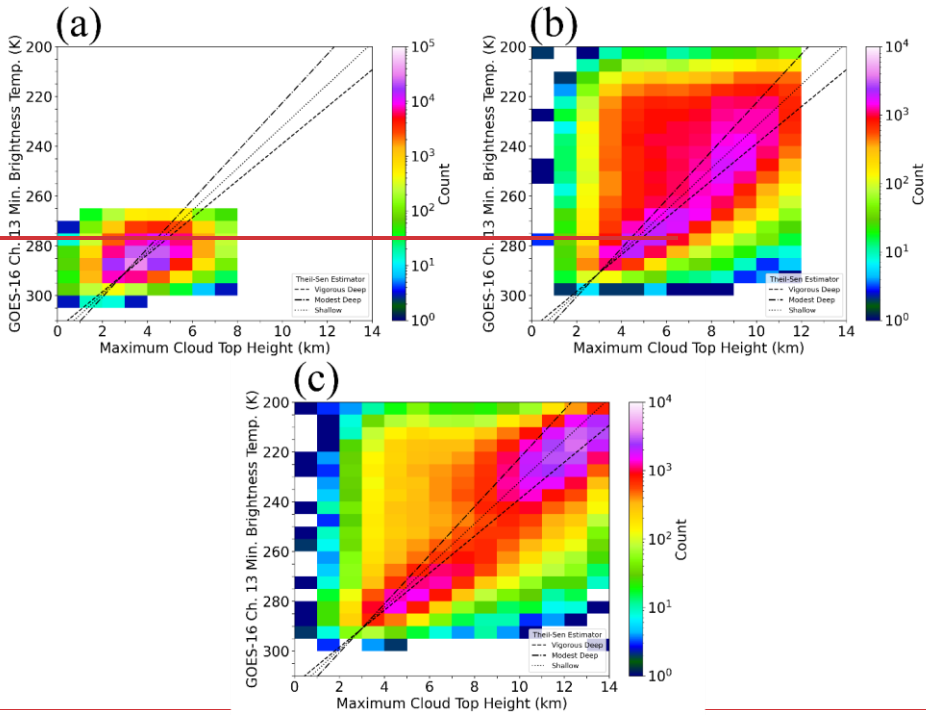 (a)
GOES-16 Ch. 13 Min. Brightness Temp. (K)
200
220
240
260
280
300
0 2 4 6 8 10 12 14
Maximum Cloud Top Height (km)
Theil-Sen Estimator
Vigorous Deep
Modest Deep
Shallow
10^5
10^4
10^3
10^2
10^1
10^0
Count
(b)
GOES-16 Ch. 13 Min. Brightness Temp. (K)
200
220
240
260
280
300
0 2 4 6 8 10 12 14
Maximum Cloud Top Height (km)
Theil-Sen Estimator
Vigorous Deep
Modest Deep
Shallow
10^4
10^3
10^2
10^1
10^0
Count
(c)
GOES-16 Ch. 13 Min. Brightness Temp. (K)
200
220
240
260
280
300
0 2 4 6 8 10 12 14
Maximum Cloud Top Height (km)
Theil-Sen Estimator
Vigorous Deep
Modest Deep
Shallow
10^4
10^3
10^2
10^1
10^0
Count